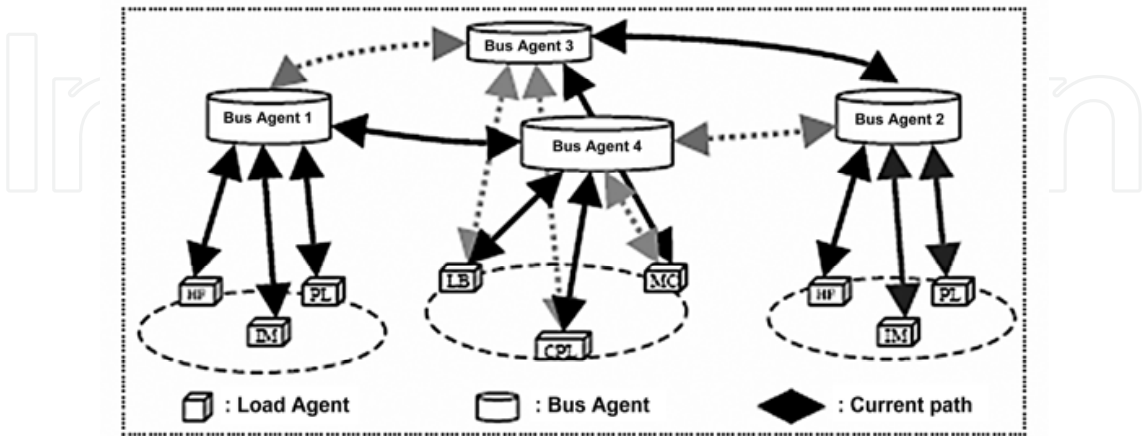 Bus Agent 3
Bus Agent 1
Bus Agent 2
Bus Agent 4
HF
PL
IM
LB
MC
CPL
HF
PL
IM
: Load Agent
: Bus Agent
: Current path